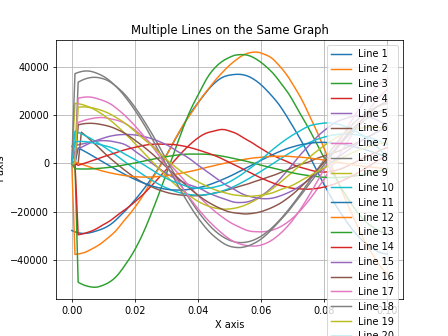 Multiple Lines on the Same Graph
40000
20000
0
−20000
−40000
0.00
0.02
0.04
0.06
0.08
X axis
Line 1
Line 2
Line 3
Line 4
Line 5
Line 6
Line 7
Line 8
Line 9
Line 10
Line 11
Line 12
Line 13
Line 14
Line 15
Line 16
Line 17
Line 18
Line 19
Line 20